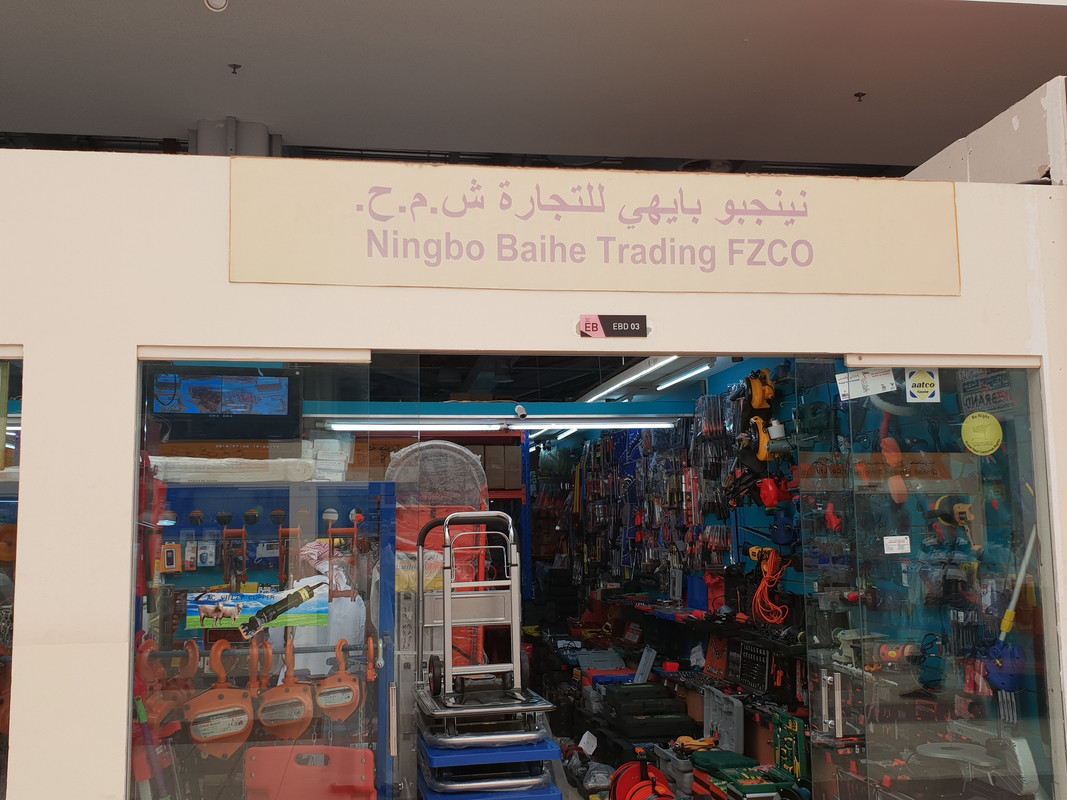 نينجبو بايهي للتجارة ش.م.ح.
Ningbo Baihe Trading FZCO
EB EBD 03
aatco